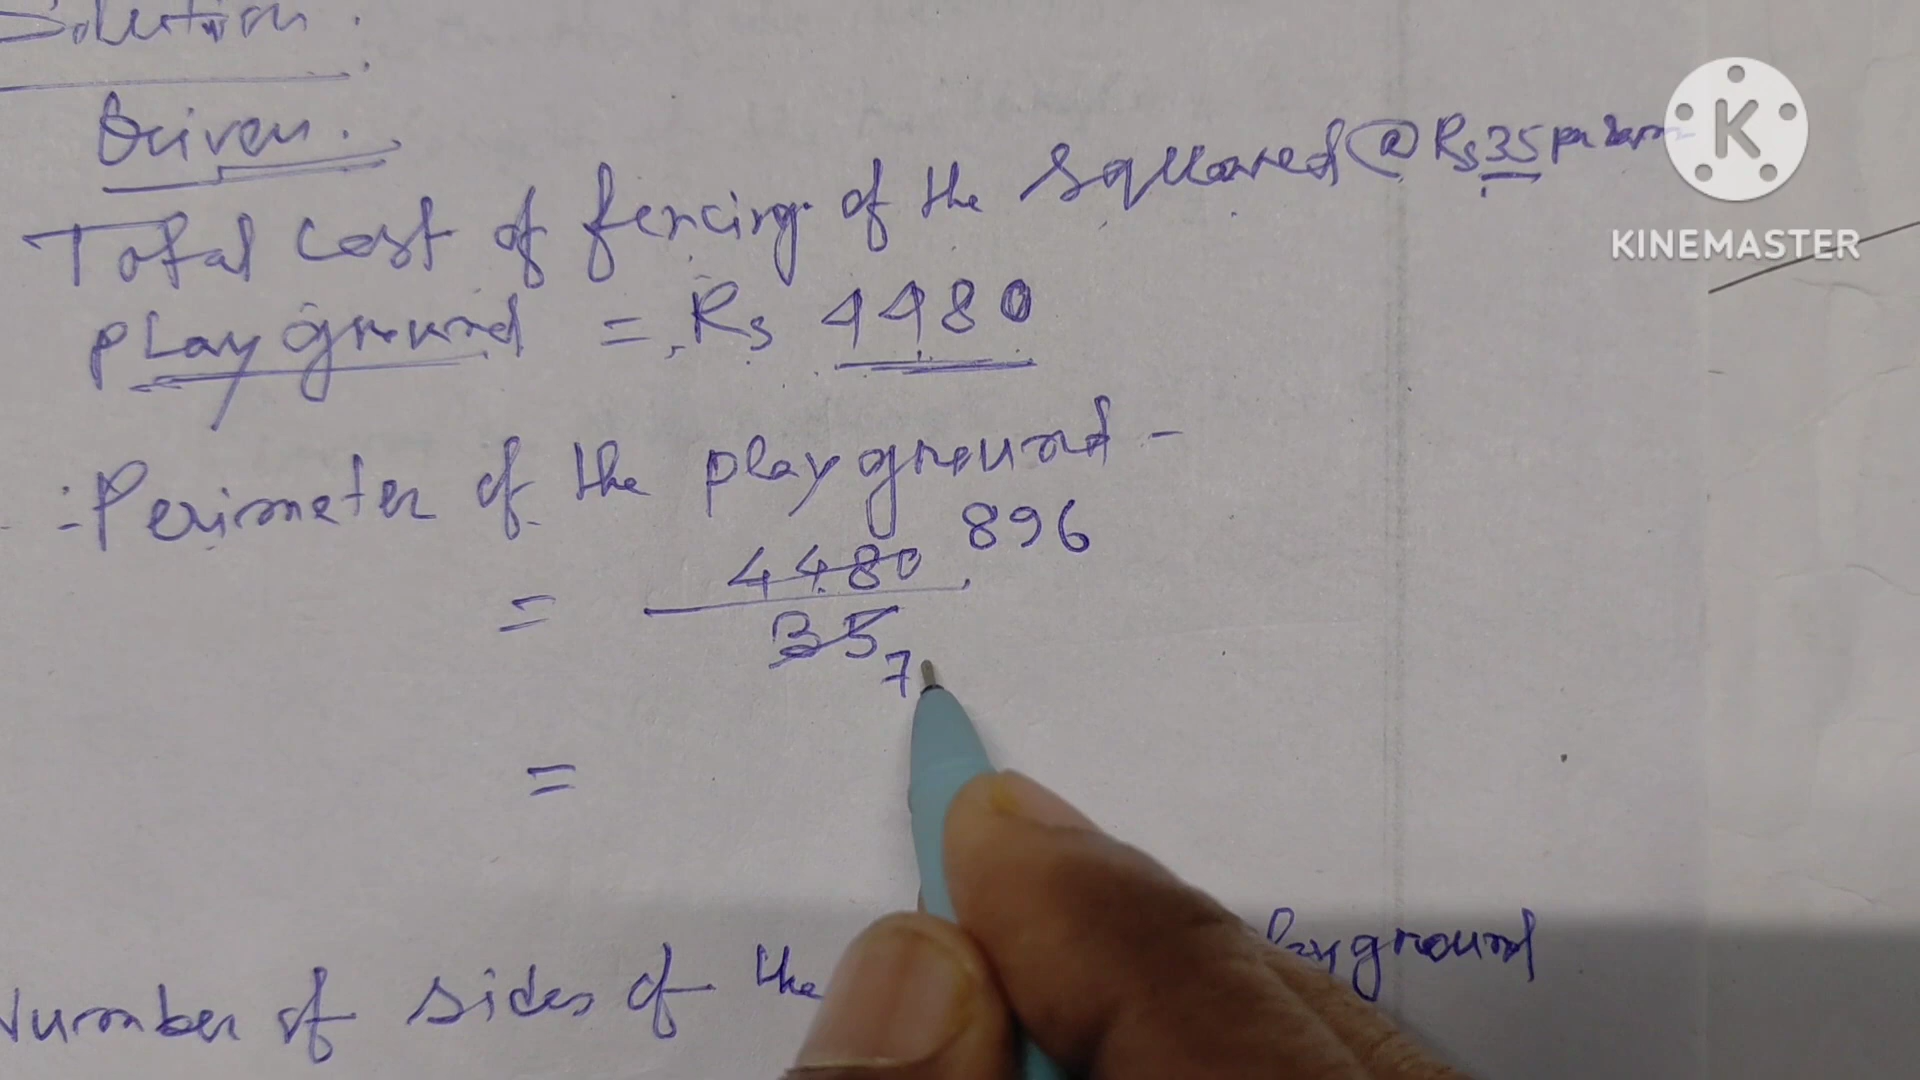 Solution:
Given.
Total cost of fencing of the squared @ Rs 35 per
playground = Rs 4480
∴ Perimeter of the playground -
= 4480 896
35 7
=
Number of sides of the playground
K
KINEMASTER